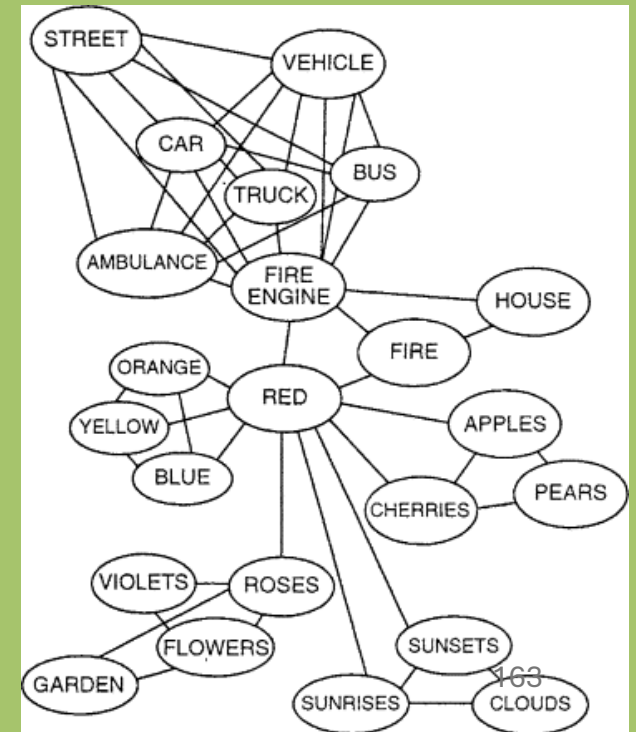 STREET
VEHICLE
CAR
BUS
TRUCK
AMBULANCE
FIRE
ENGINE
HOUSE
FIRE
ORANGE
RED
YELLOW
APPLES
BLUE
PEARS
CHERRIES
VIOLETS
ROSES
FLOWERS
SUNSETS
163
GARDEN
SUNRISES
CLOUDS